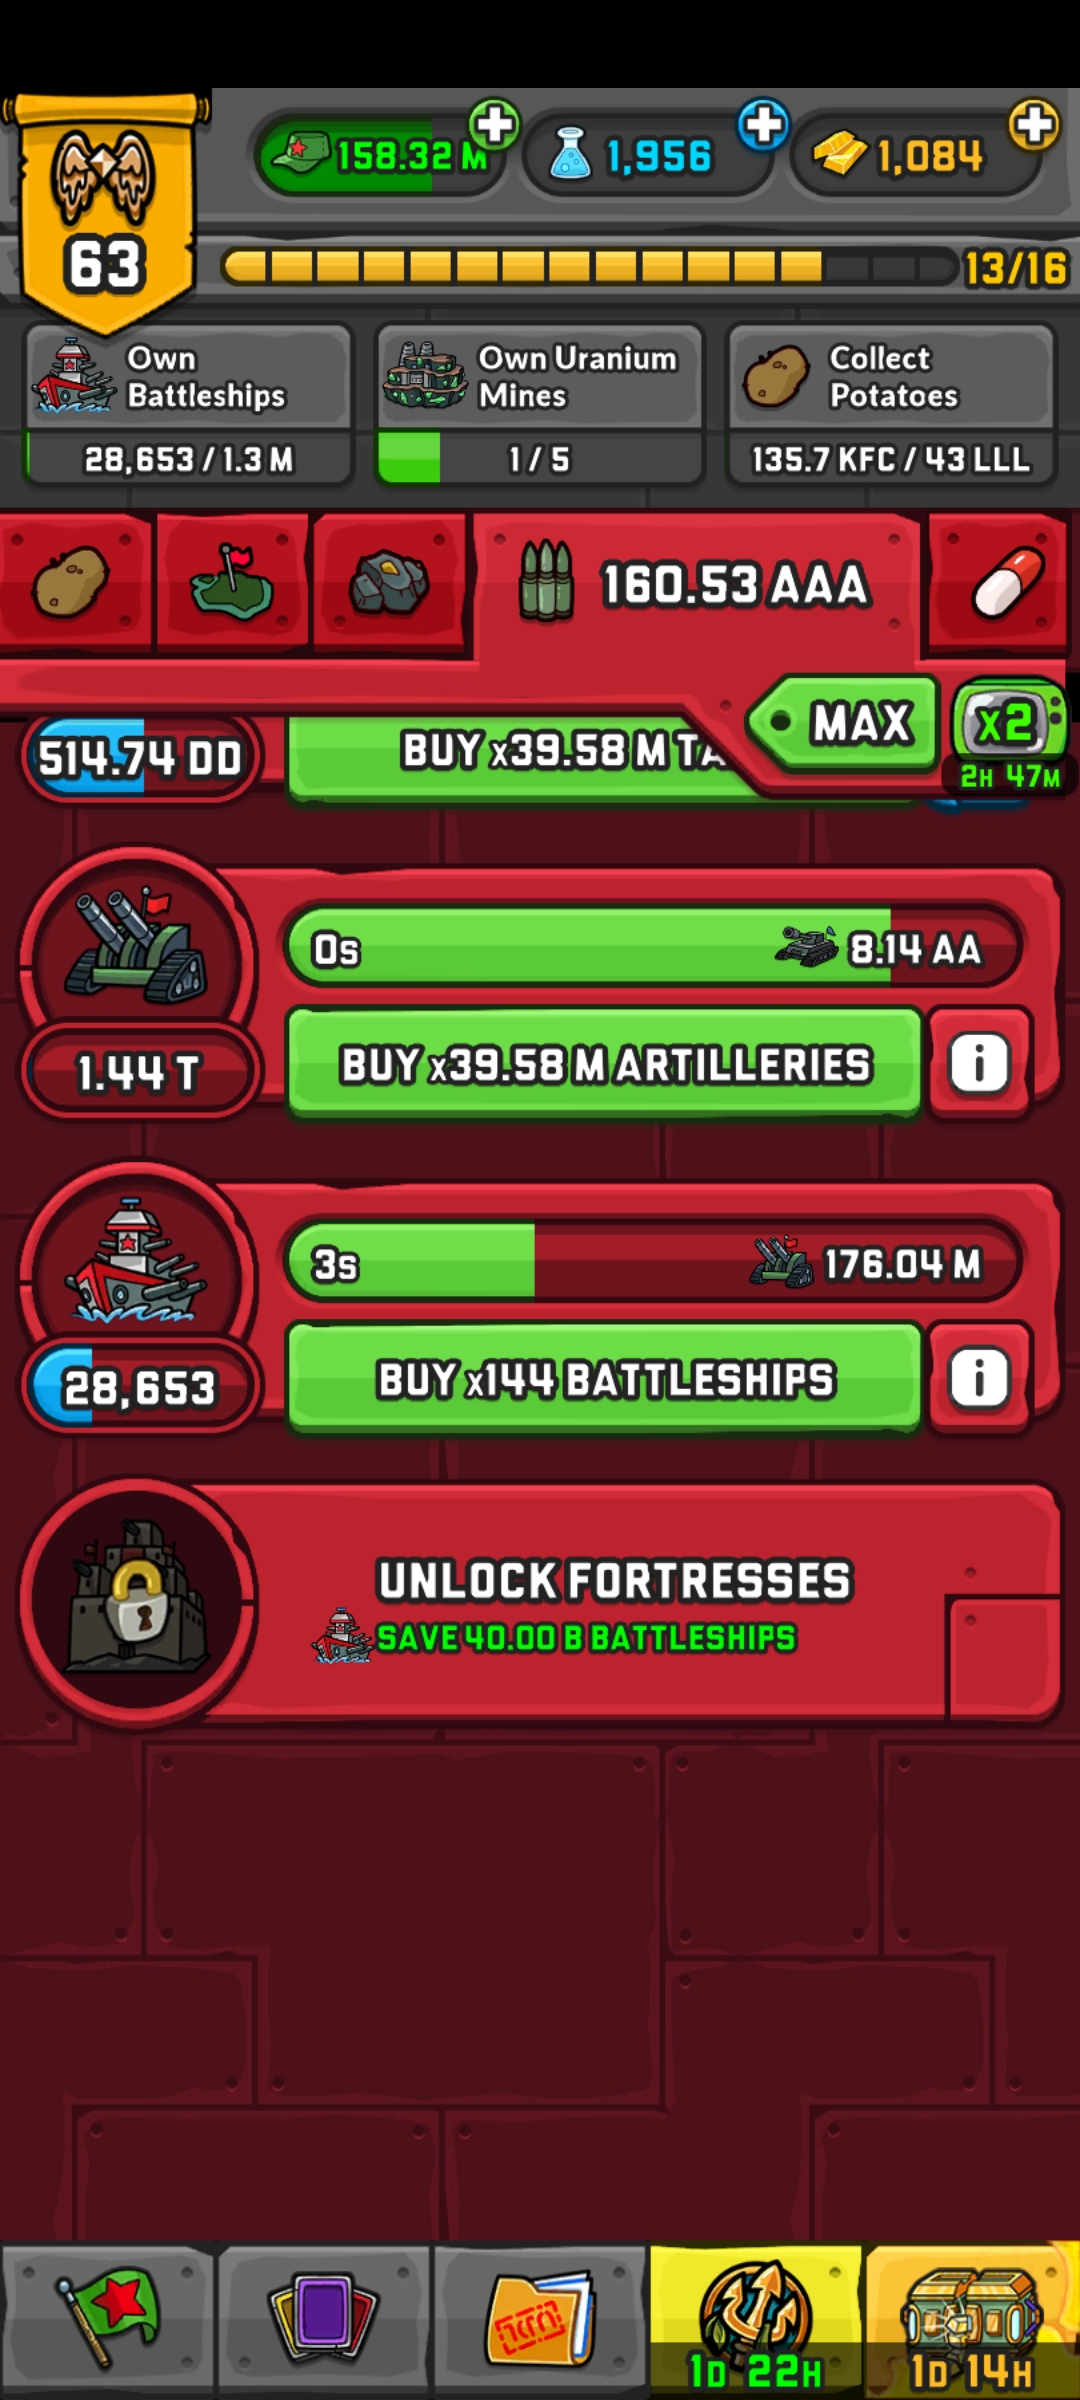 158.32 M
1,956
1,084
63
13/16
Own
Battleships
28,653 / 1.3 M
Own Uranium
Mines
1 / 5
Collect
Potatoes
135.7 KFC / 43 LLL
160.53 AAA
MAX
X2
2H 47M
514.74 DD
BUY x39.58 M TA
0s
8.14 AA
1.44 T
BUY x39.58 M ARTILLERIES
i
3s
176.04 M
28,653
BUY x144 BATTLESHIPS
i
UNLOCK FORTRESSES
SAVE 40.00 B BATTLESHIPS
1D 22H
1D 14H